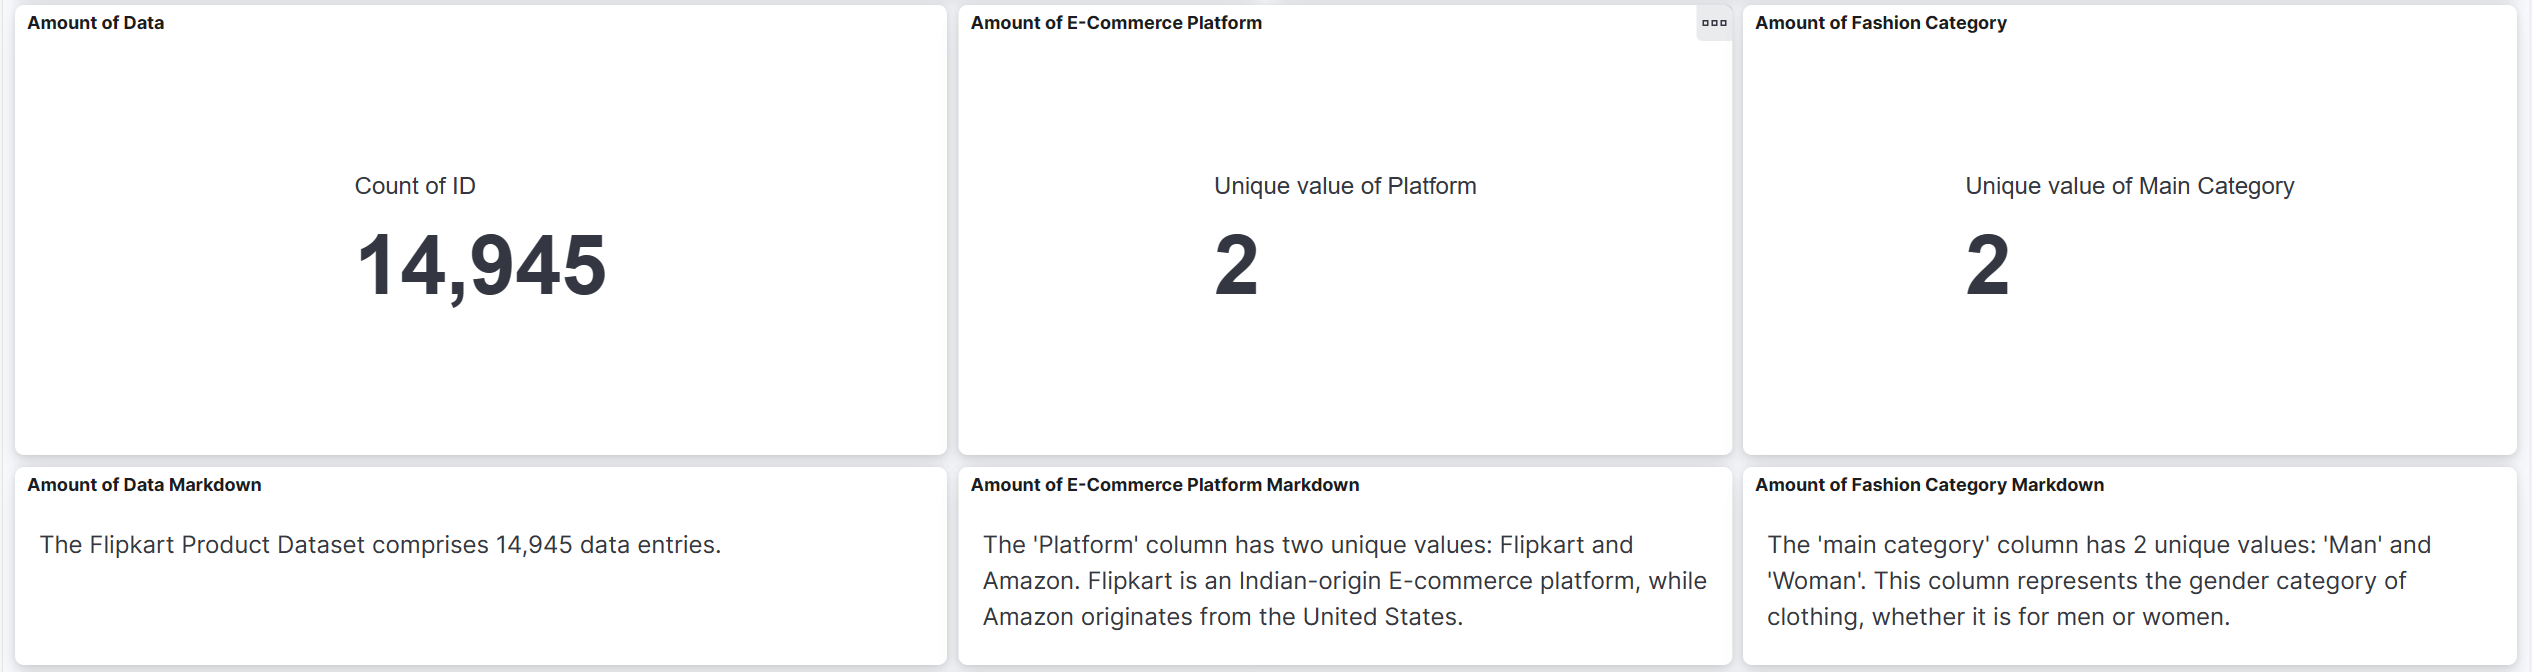 Amount of Data
Count of ID
14,945
Amount of E-Commerce Platform
Unique value of Platform
2
Amount of Fashion Category
Unique value of Main Category
2
Amount of Data Markdown
The Flipkart Product Dataset comprises 14,945 data entries.
Amount of E-Commerce Platform Markdown
The 'Platform' column has two unique values: Flipkart and
Amazon. Flipkart is an Indian-origin E-commerce platform, while
Amazon originates from the United States.
Amount of Fashion Category Markdown
The 'main category' column has 2 unique values: 'Man' and
'Woman'. This column represents the gender category of
clothing, whether it is for men or women.